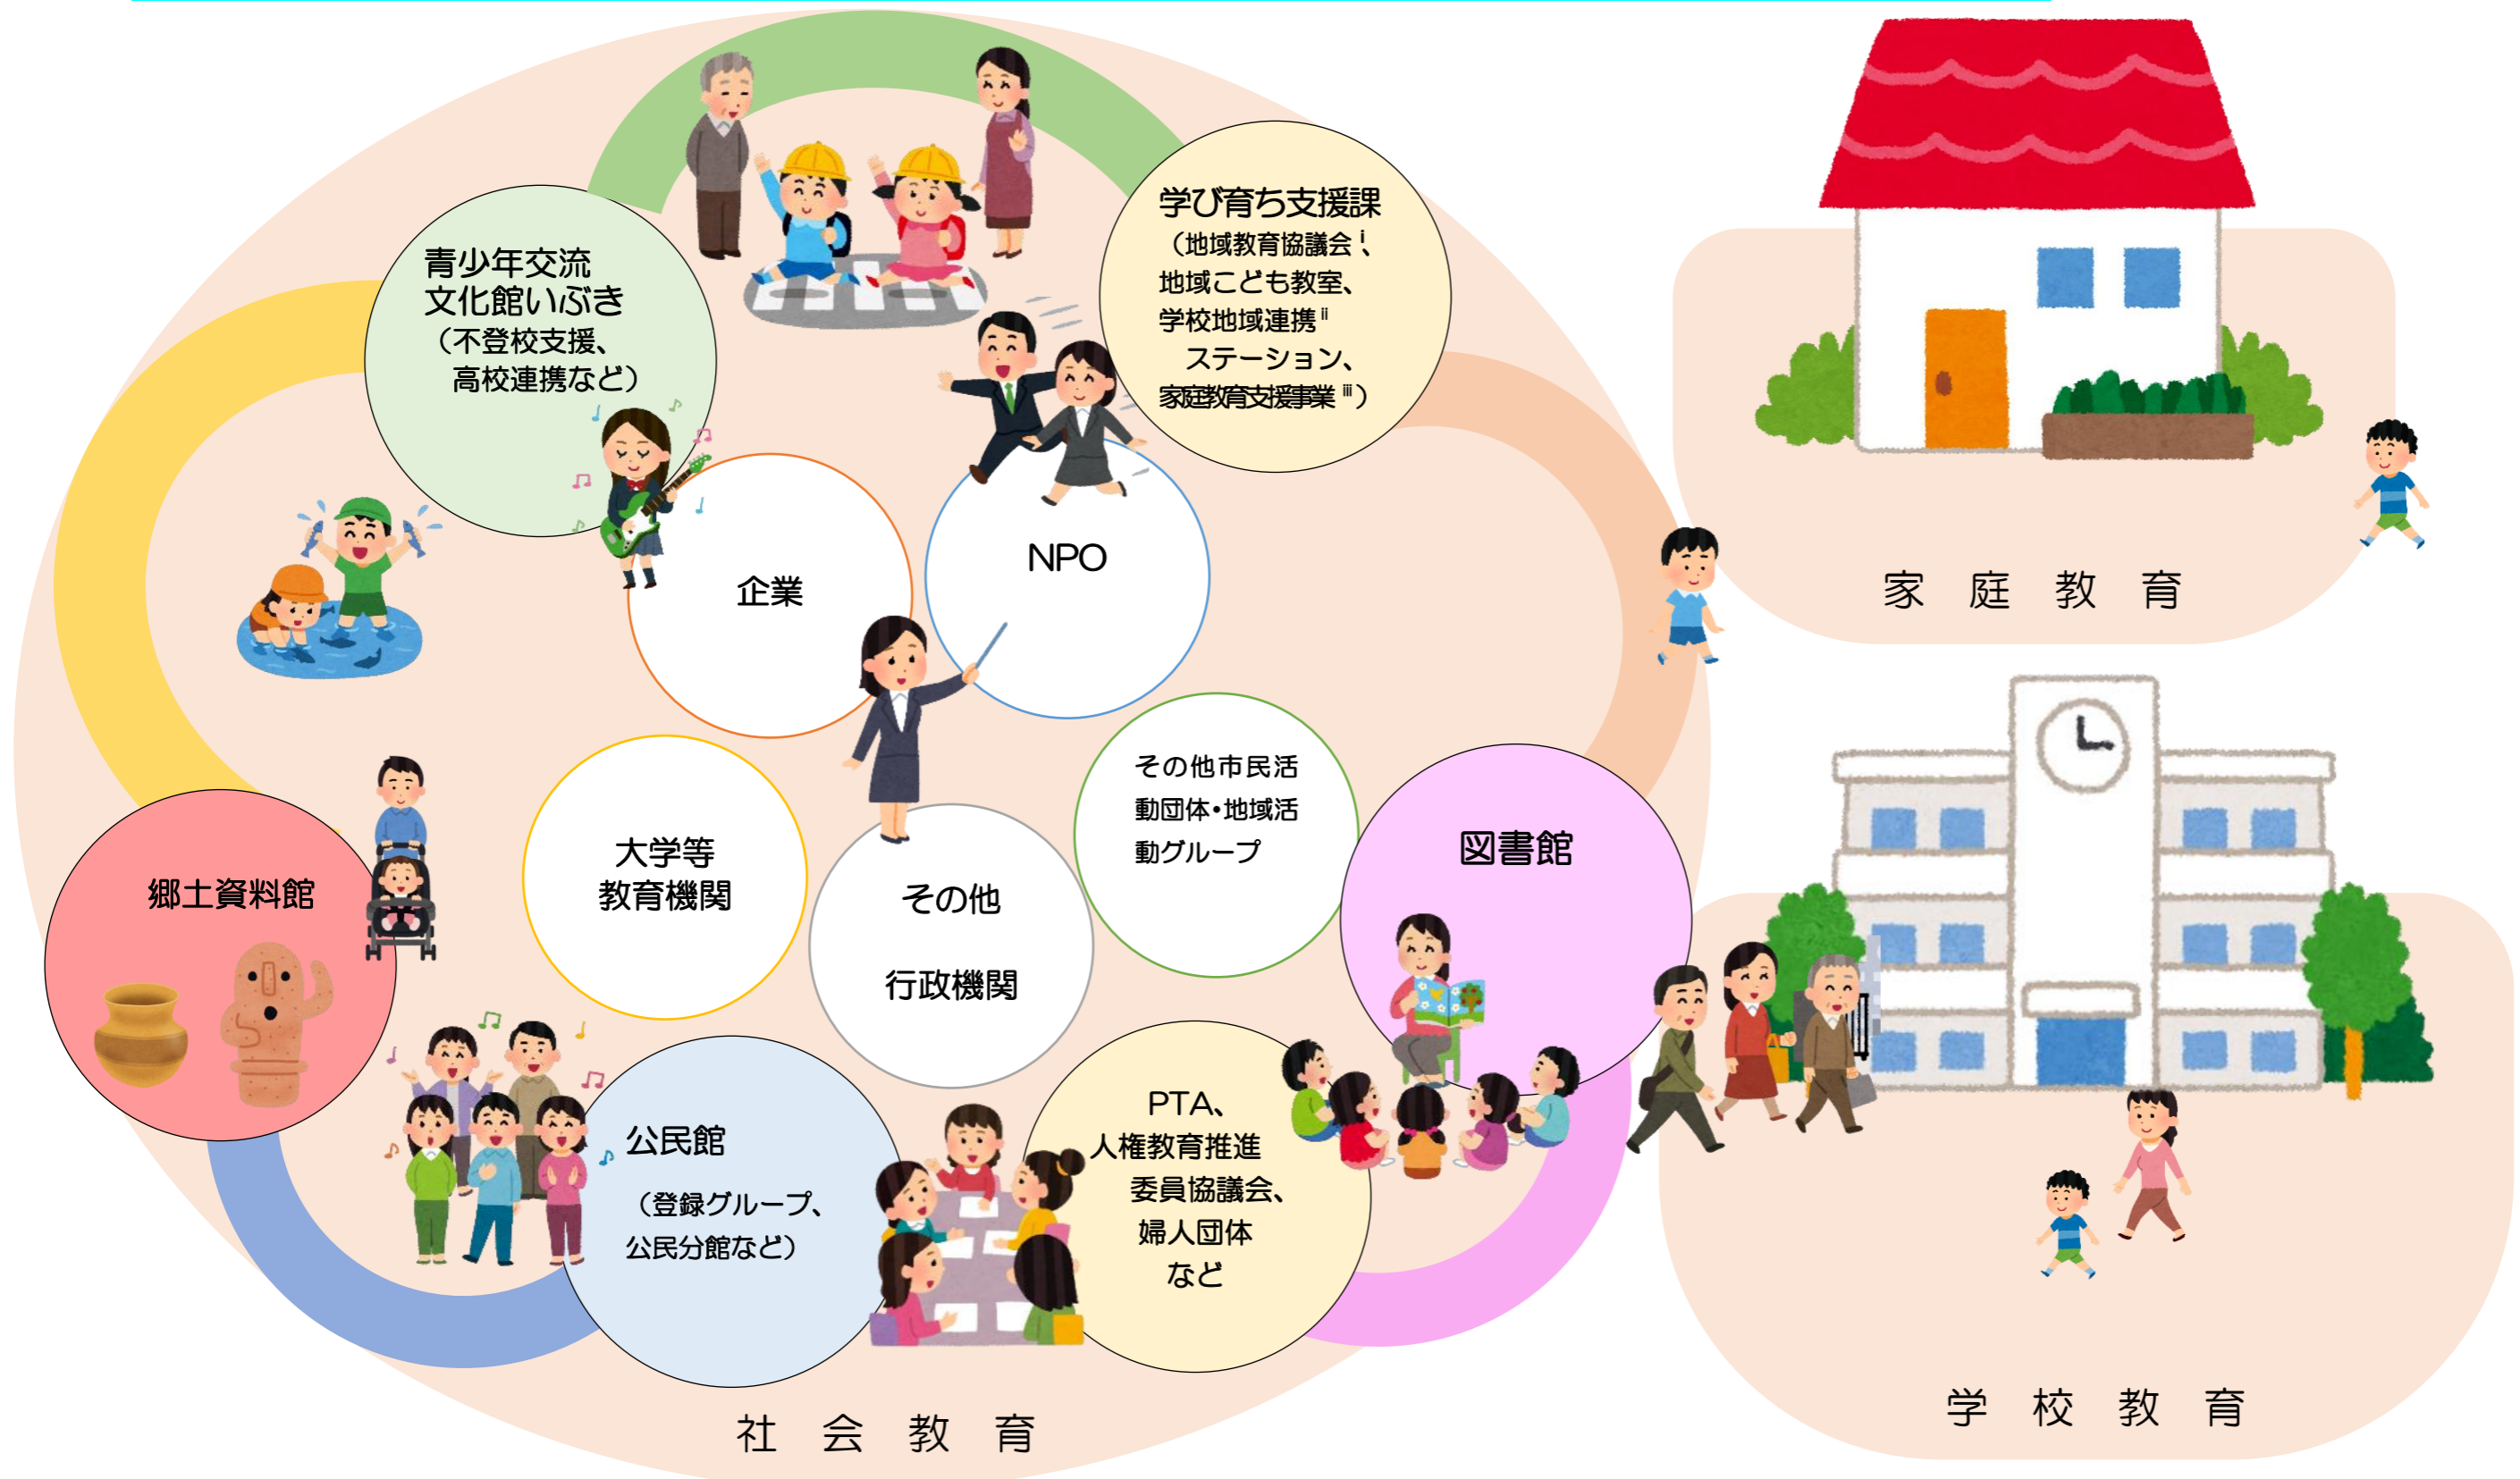 青少年交流
文化館いぶき
（不登校支援、
高校連携など）
学び育ち支援課
（地域教育協議会ⅰ、
地域こども教室、
学校地域連携ⅱ
ステーション、
家庭教育支援事業ⅲ）
企業
NPO
大学等
教育機関
その他
行政機関
その他市民活
動団体・地域活
動グループ
図書館
郷土資料館
公民館
（登録グループ、
公民分館など）
PTA、
人権教育推進
委員協議会、
婦人団体
など
社会教育
家庭教育
学校教育